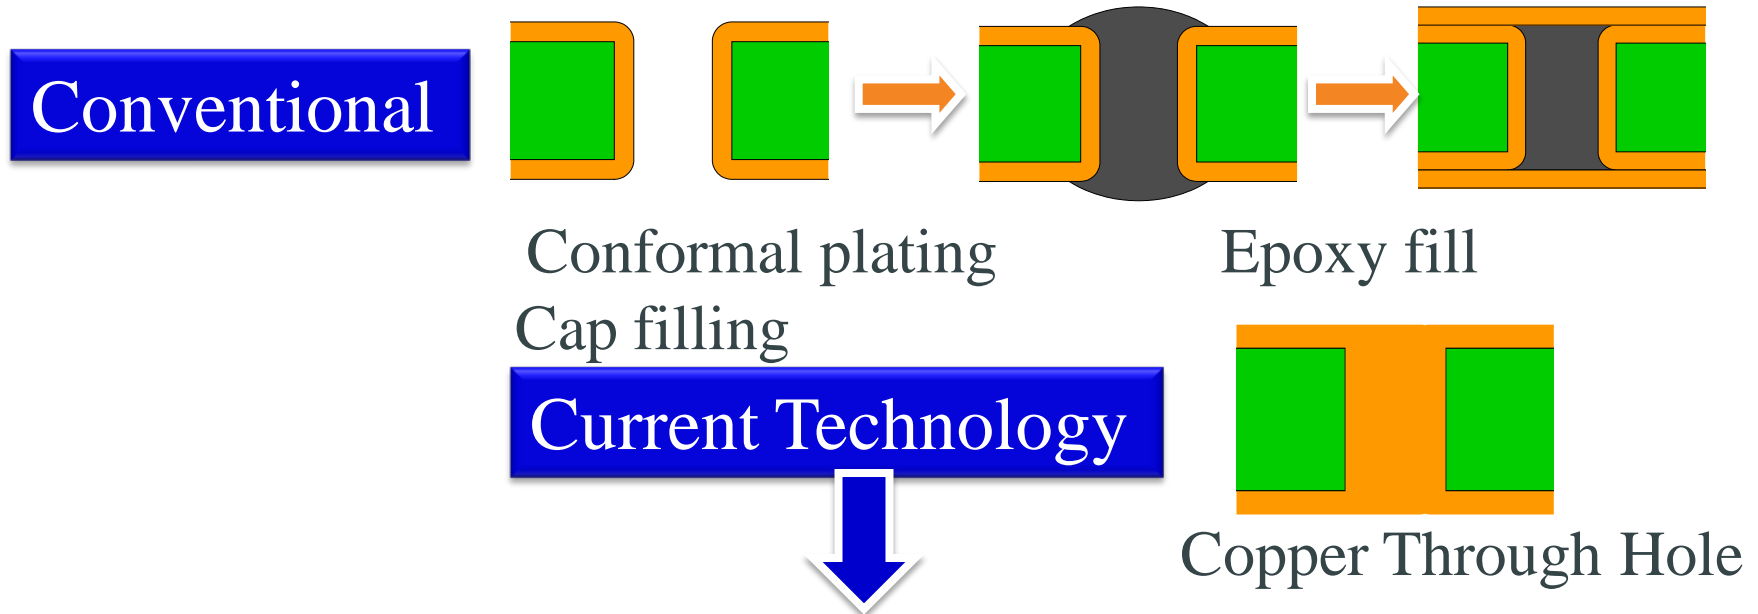 Conventional
Conformal plating
Epoxy fill
Cap filling
Current Technology
Copper Through Hole